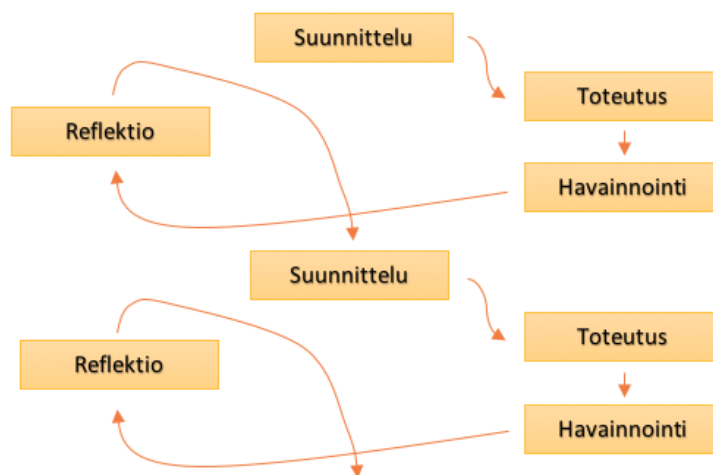 Suunnittelu
Toteutus
Reflektio
Havainnointi
Suunnittelu
Toteutus
Reflektio
Havainnointi